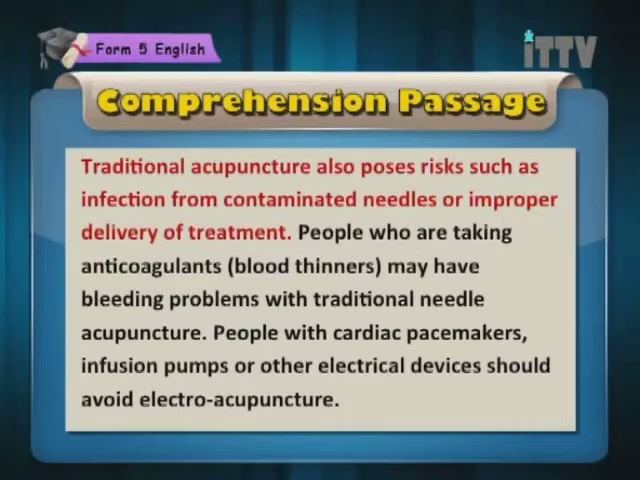 Form 5 English
iTTV
Comprehension Passage
Traditional acupuncture also poses risks such as
infection from contaminated needles or improper
delivery of treatment. People who are taking
anticoagulants (blood thinners) may have
bleeding problems with traditional needle
acupuncture. People with cardiac pacemakers,
infusion pumps or other electrical devices should
avoid electro-acupuncture.